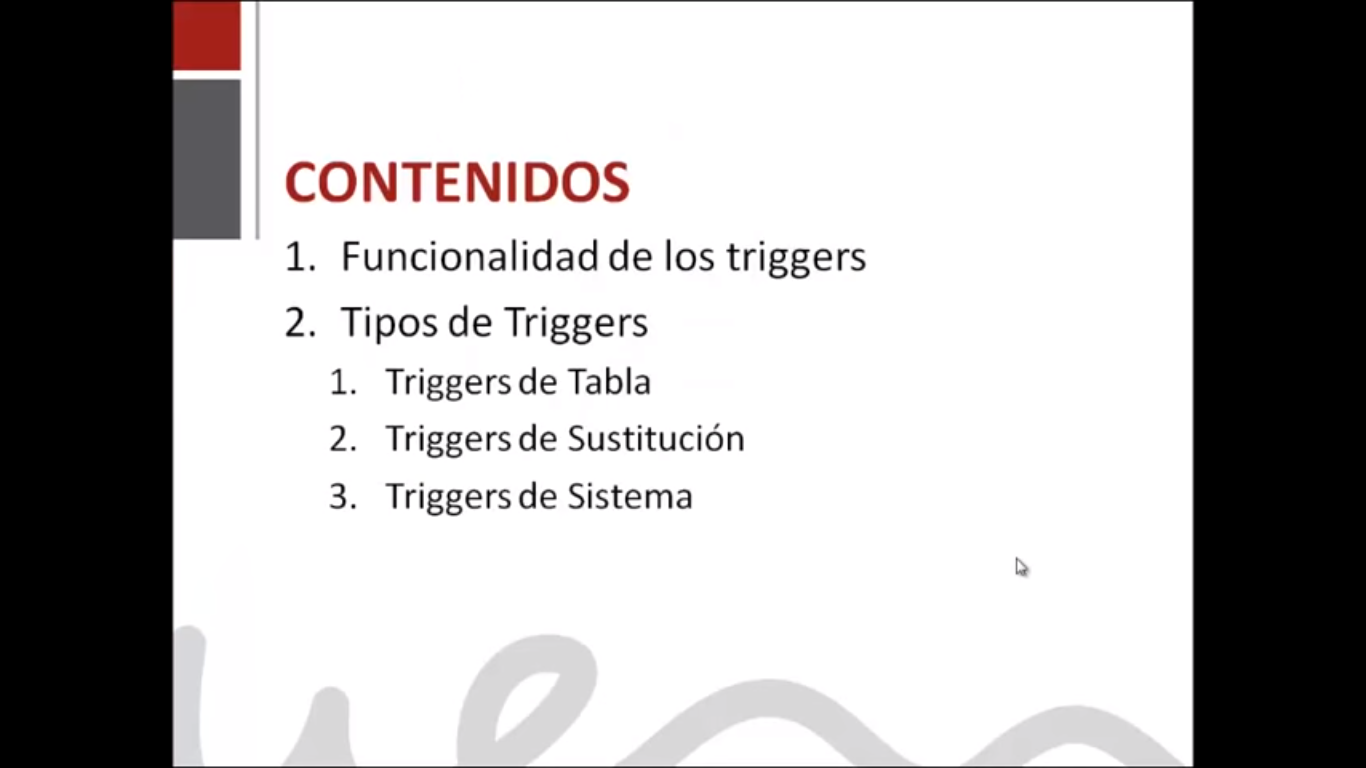 CONTENIDOS
1. Funcionalidad de los triggers
2. Tipos de Triggers
1. Triggers de Tabla
2. Triggers de Sustitución
3. Triggers de Sistema